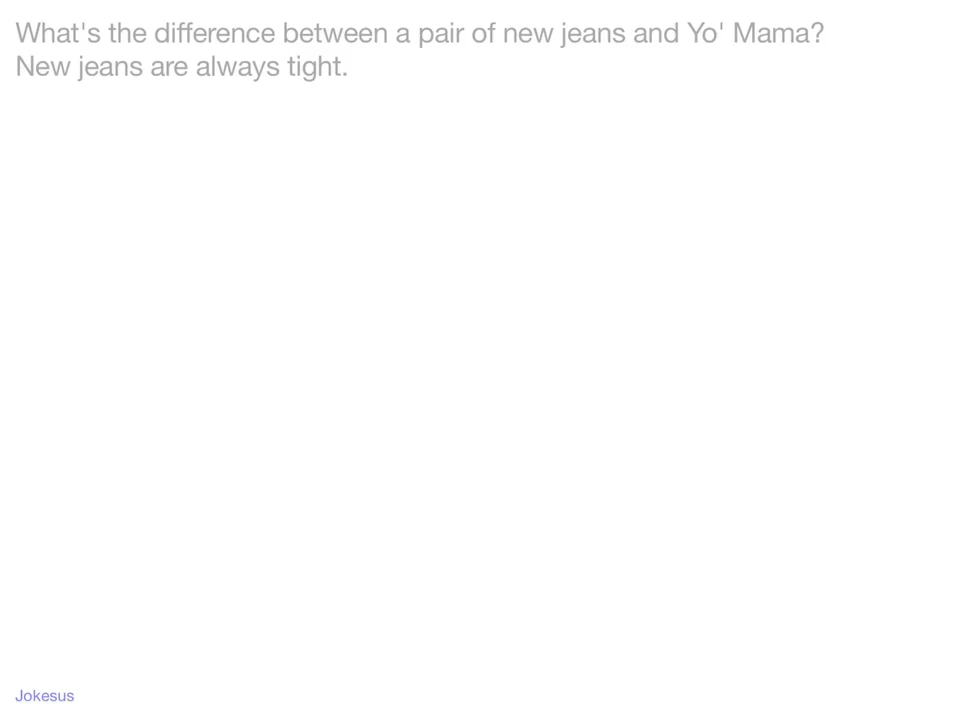 What's the difference between a pair of new jeans and Yo' Mama?
New jeans are always tight.
Jokesus